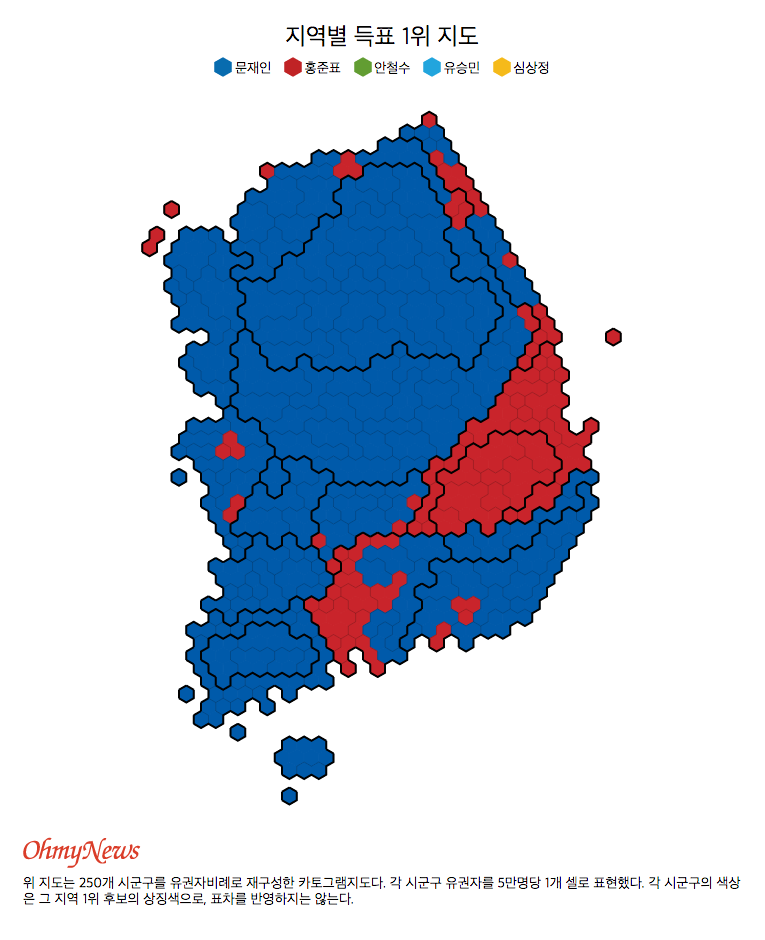 지역별 득표 1위 지도
문재인 홍준표 안철수 유승민 심상정
OhmyNews
위 지도는 250개 시군구를 유권자비례로 재구성한 카토그램지도다. 각 시군구 유권자를 5만명당 1개 셀로 표현했다. 각 시군구의 색상
은 그 지역 1위 후보의 상징색으로, 표차를 반영하지는 않는다.